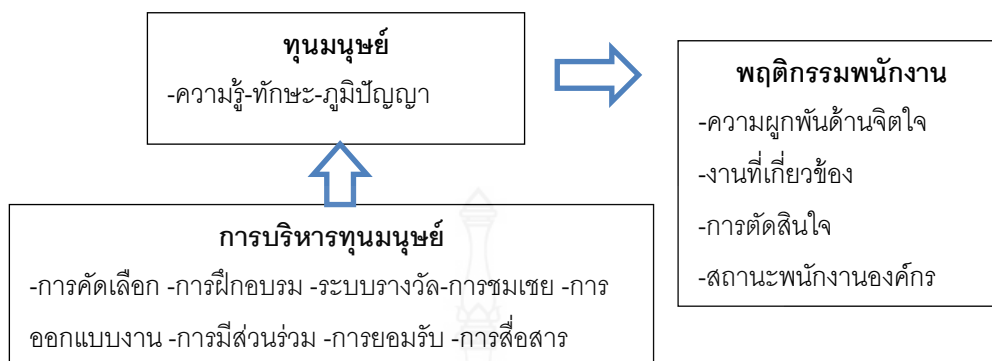 ทุนมนุษย์
-ความรู้-ทักษะ-ภูมิปัญญา
พฤติกรรมพนักงาน
-ความผูกพันด้านจิตใจ
-งานที่เกี่ยวข้อง
-การตัดสินใจ
-สถานะพนักงานองค์กร
การบริหารทุนมนุษย์
-การคัดเลือก -การฝึกอบรม -ระบบรางวัล-การชมเชย -การ
ออกแบบงาน -การมีส่วนร่วม -การยอมรับ -การสื่อสาร